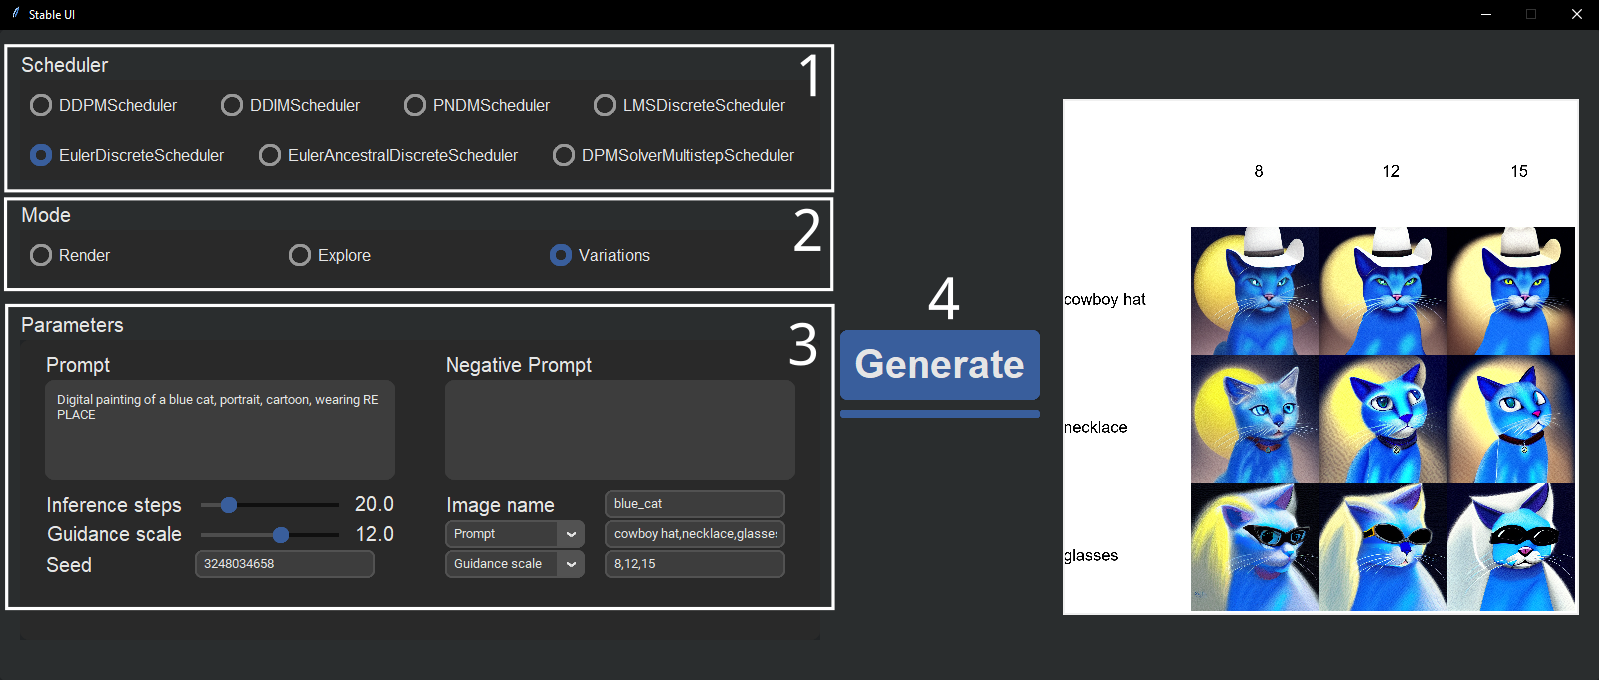 Stable UI
Scheduler
1
DDPMScheduler DDIMScheduler PNDMScheduler LMSDiscreteScheduler
EulerDiscreteScheduler EulerAncestralDiscreteScheduler DPMSolverMultistepScheduler
Mode
2
Render Explore Variations
Parameters
3
Prompt
Digital painting of a blue cat, portrait, cartoon, wearing RE
PLACE
Negative Prompt
Inference steps 20.0
Guidance scale 12.0
Seed 3248034658
Image name blue_cat
Prompt cowboy hat,necklace,glasses
Guidance scale 8,12,15
4
Generate
8 12 15
cowboy hat
necklace
glasses